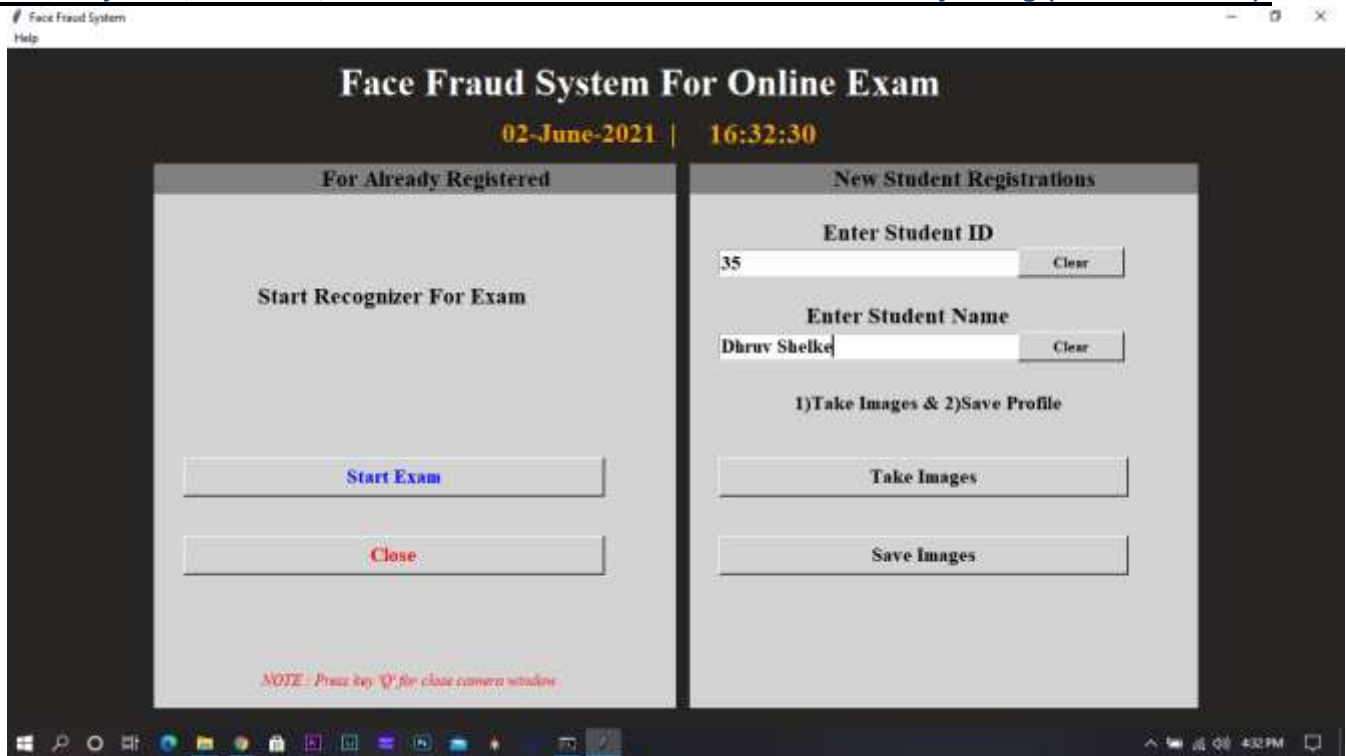 Face Fraud System
Help
Face Fraud System For Online Exam
02-June-2021 | 16:32:30
For Already Registered
Start Recognizer For Exam
Start Exam
Close
NOTE : Press key 'Q' for close camera window
New Student Registrations
Enter Student ID
35
Clear
Enter Student Name
Dhruv Shelke
Clear
1)Take Images & 2)Save Profile
Take Images
Save Images
4:32 PM